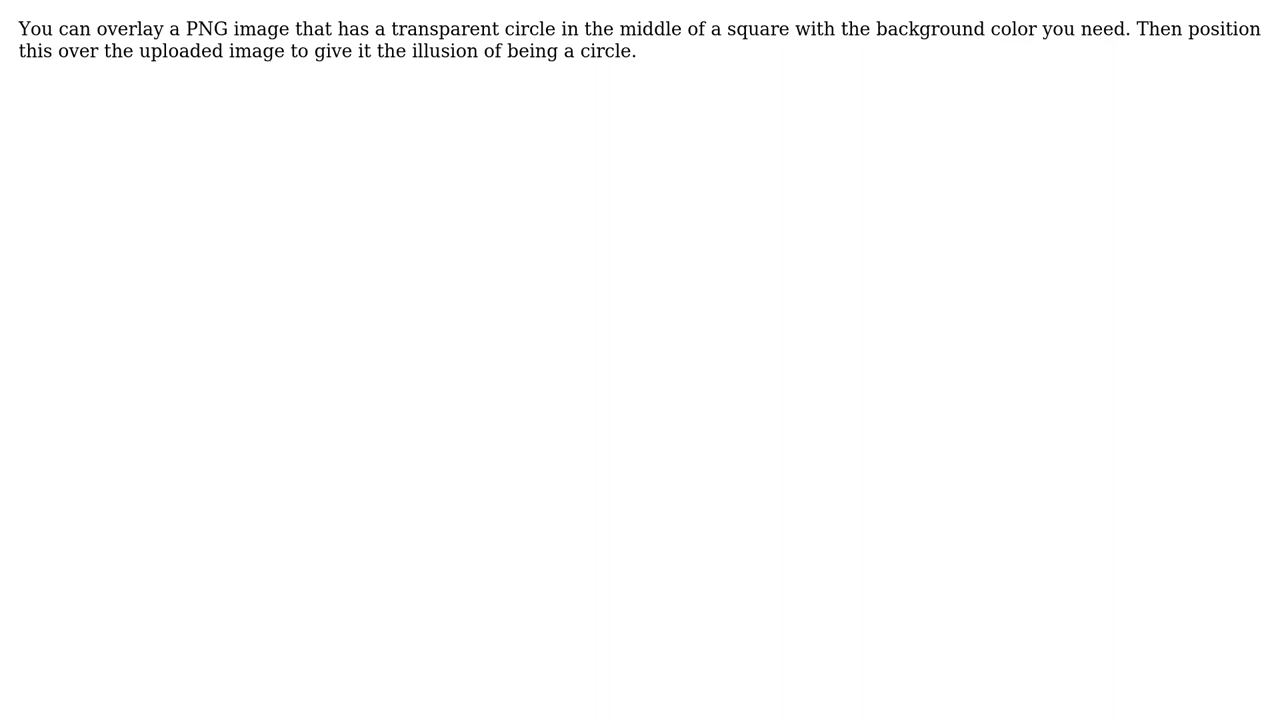 You can overlay a PNG image that has a transparent circle in the middle of a square with the background color you need. Then position
this over the uploaded image to give it the illusion of being a circle.